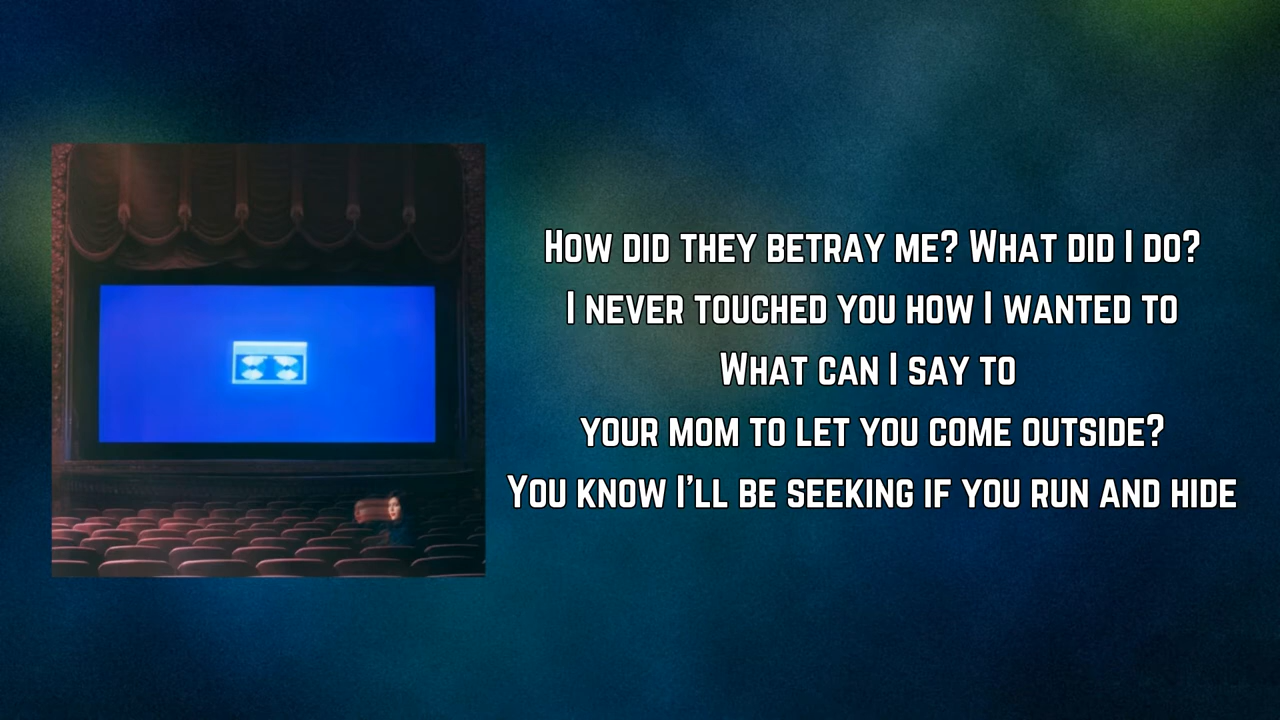 How did they betray me? What did I do?
I never touched you how I wanted to
What can I say to
your mom to let you come outside?
You know I'll be seeking if you run and hide